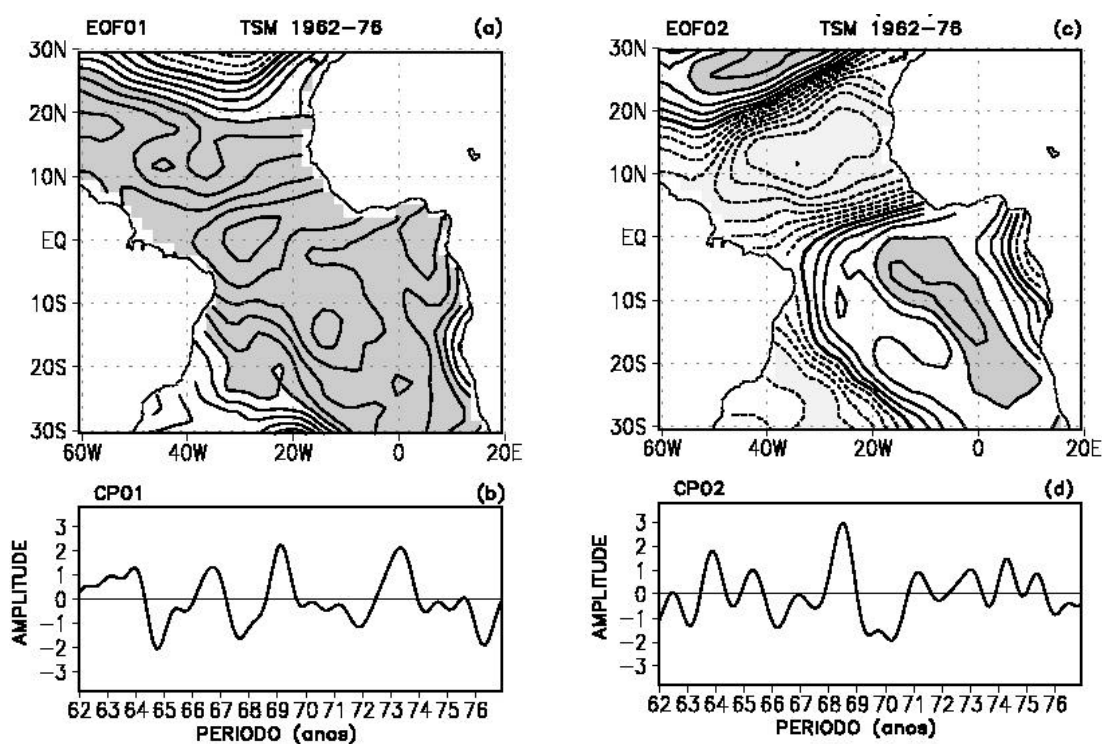 EOF01 TSM 1962-76 (a)
30N
20N
10N
EQ
10S
20S
30S
60W 40W 20W 0 20E
CP01 (b)
AMPLITUDE
3
2
1
0
-1
-2
-3
62 63 64 65 66 67 68 69 70 71 72 73 74 75 76
PERIODO (anos)
EOF02 TSM 1962-76 (c)
30N
20N
10N
EQ
10S
20S
30S
60W 40W 20W 0 20E
CP02 (d)
AMPLITUDE
3
2
1
0
-1
-2
-3
62 63 64 65 66 67 68 69 70 71 72 73 74 75 76
PERIODO (anos)